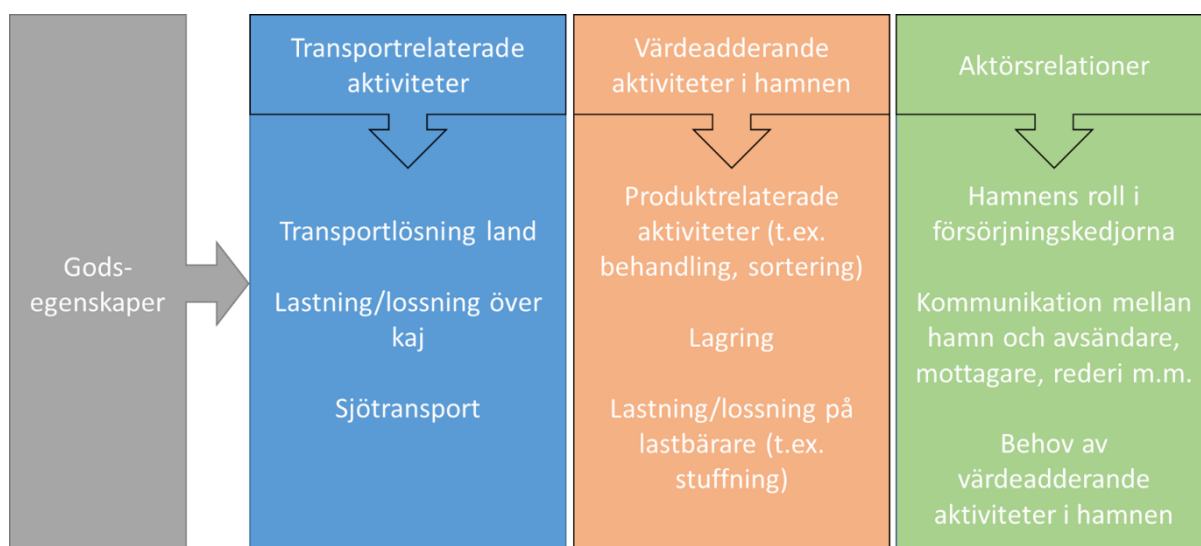 Gods-
egenskaper
Transportrelaterade
aktiviteter
Transportlösning land
Lastning/lossning över
kaj
Sjötransport
Värdeadderande
aktiviteter i hamnen
Produktrelaterade
aktiviteter (t.ex.
behandling, sortering)
Lagring
Lastning/lossning på
lastbärare (t.ex.
stuffning)
Aktörsrelationer
Hamnens roll i
försörjningskedjorna
Kommunikation mellan
hamn och avsändare,
mottagare, rederi m.m.
Behov av
värdeadderande
aktiviteter i hamnen